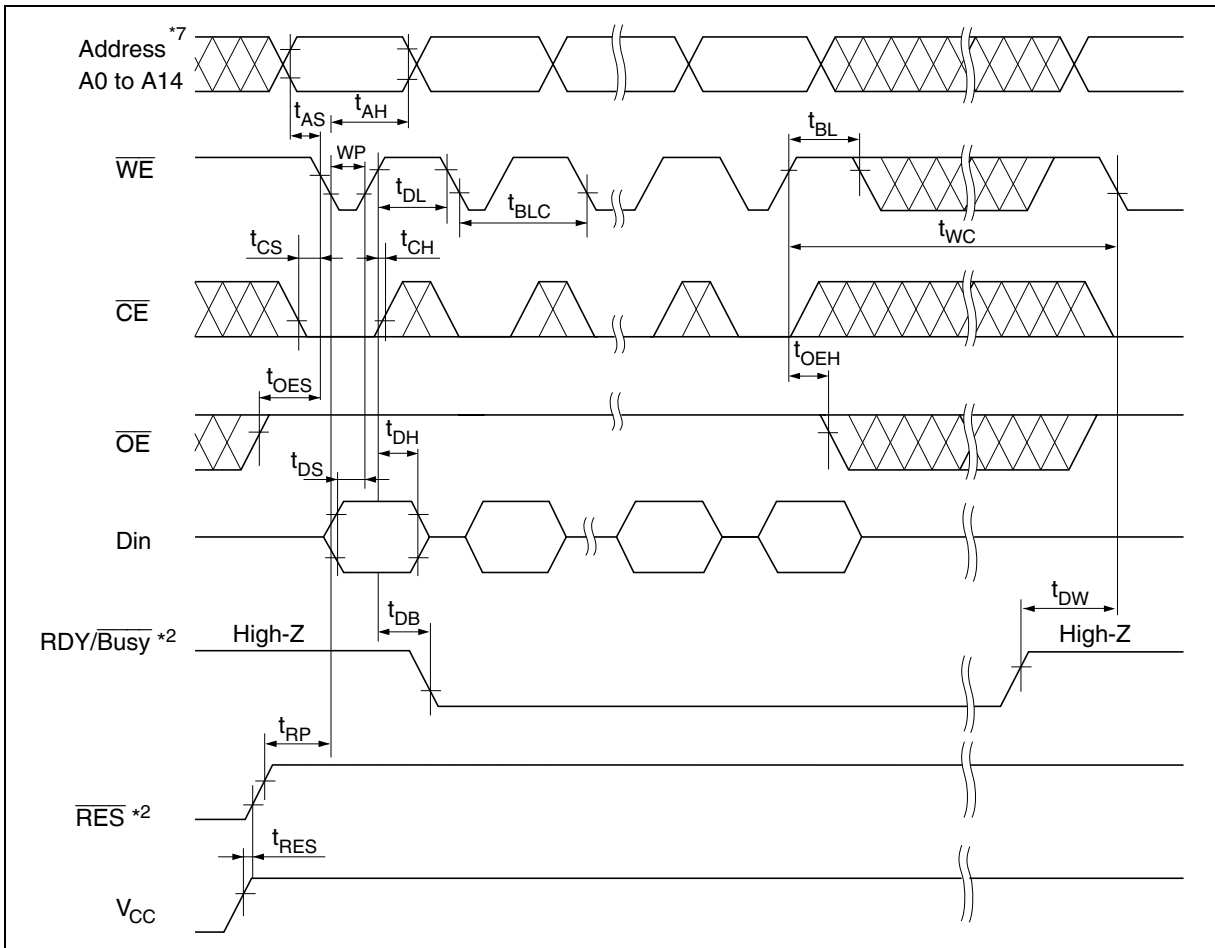 Address *7
A0 to A14
tAS
tAH
tBL
WE
WP
tDL
tBLC
tWC
tCS
tCH
CE
tOES
tOEH
OE
tDH
tDS
Din
tDB
tDW
RDY/Busy *2
High-Z
High-Z
tRP
RES *2
tRES
VCC